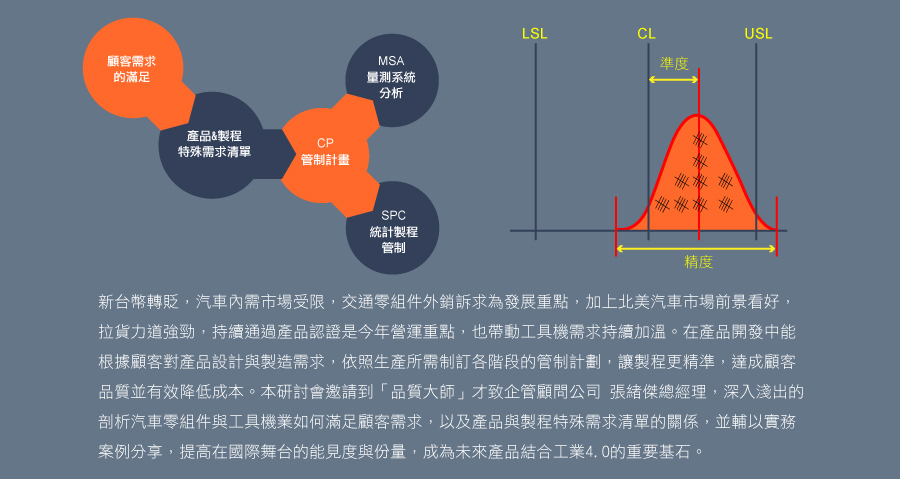 顧客需求
的滿足
產品&製程
特殊需求清單
CP
管制計畫
MSA
量測系統
分析
SPC
統計製程
管制
LSL
CL
USL
準度
精度
新台幣轉貶，汽車內需市場受限，交通零組件外銷訴求為發展重點，加上北美汽車市場前景看好，
拉貨力道強勁，持續通過產品認證是今年營運重點，也帶動工具機需求持續加溫。在產品開發中能
根據顧客對產品設計與製造需求，依照生產所需制訂各階段的管制計劃，讓製程更精準，達成顧客
品質並有效降低成本。本研討會邀請到「品質大師」才致企管顧問公司 張緒傑總經理，深入淺出的
剖析汽車零組件與工具機業如何滿足顧客需求，以及產品與製程特殊需求清單的關係，並輔以實務
案例分享，提高在國際舞台的能見度與份量，成為未來產品結合工業4.0的重要基石。